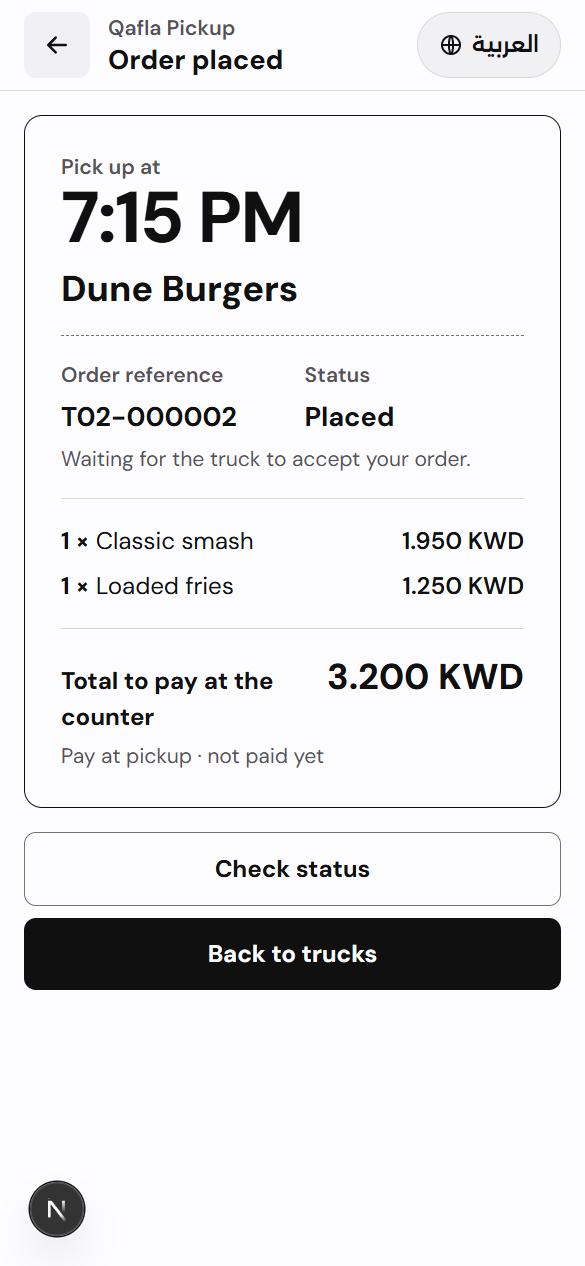 Qafla Pickup
Order placed
العربية
Pick up at
7:15 PM
Dune Burgers
Order reference
Status
T02-000002
Placed
Waiting for the truck to accept your order.
1 × Classic smash
1.950 KWD
1 × Loaded fries
1.250 KWD
Total to pay at the
counter
3.200 KWD
Pay at pickup · not paid yet
Check status
Back to trucks
N